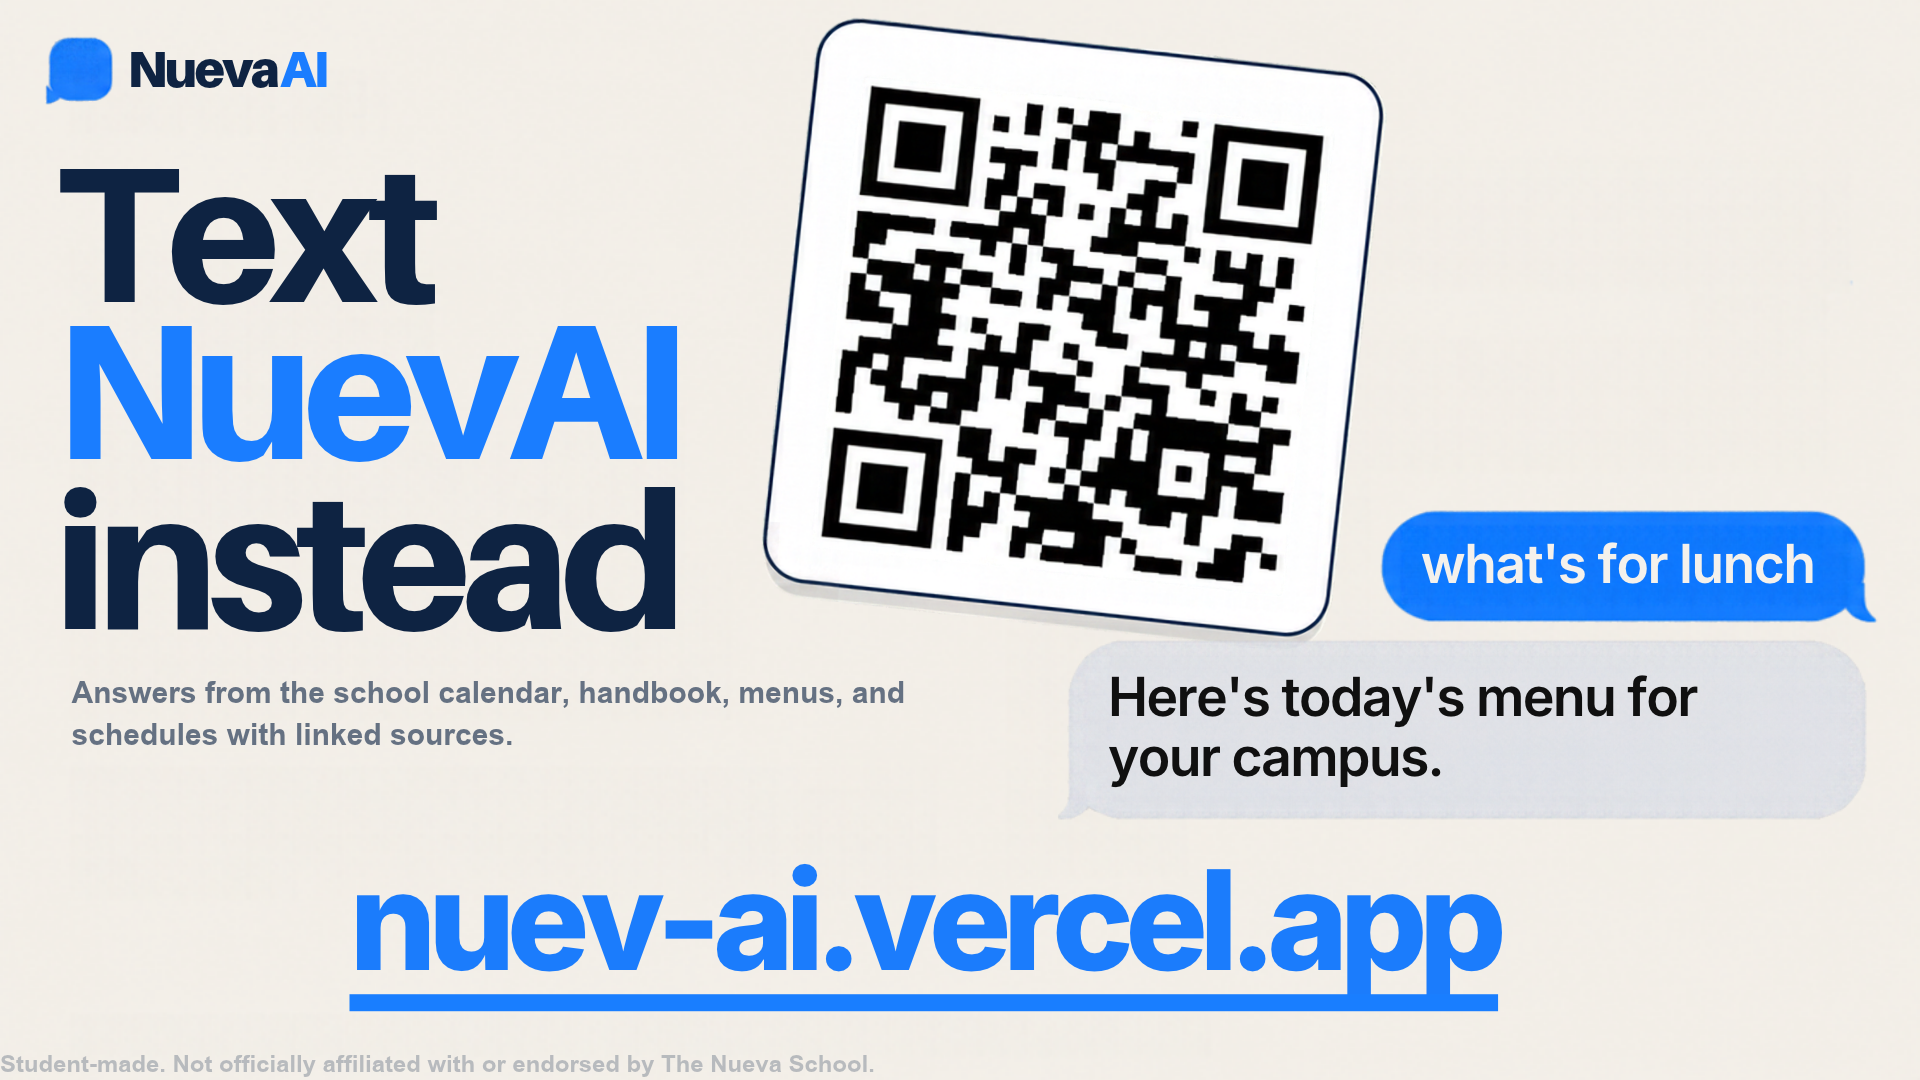 NuevaAI
Text
NuevAI
instead
Answers from the school calendar, handbook, menus, and
schedules with linked sources.
what's for lunch
Here's today's menu for
your campus.
nuev-ai.vercel.app
Student-made. Not officially affiliated with or endorsed by The Nueva School.